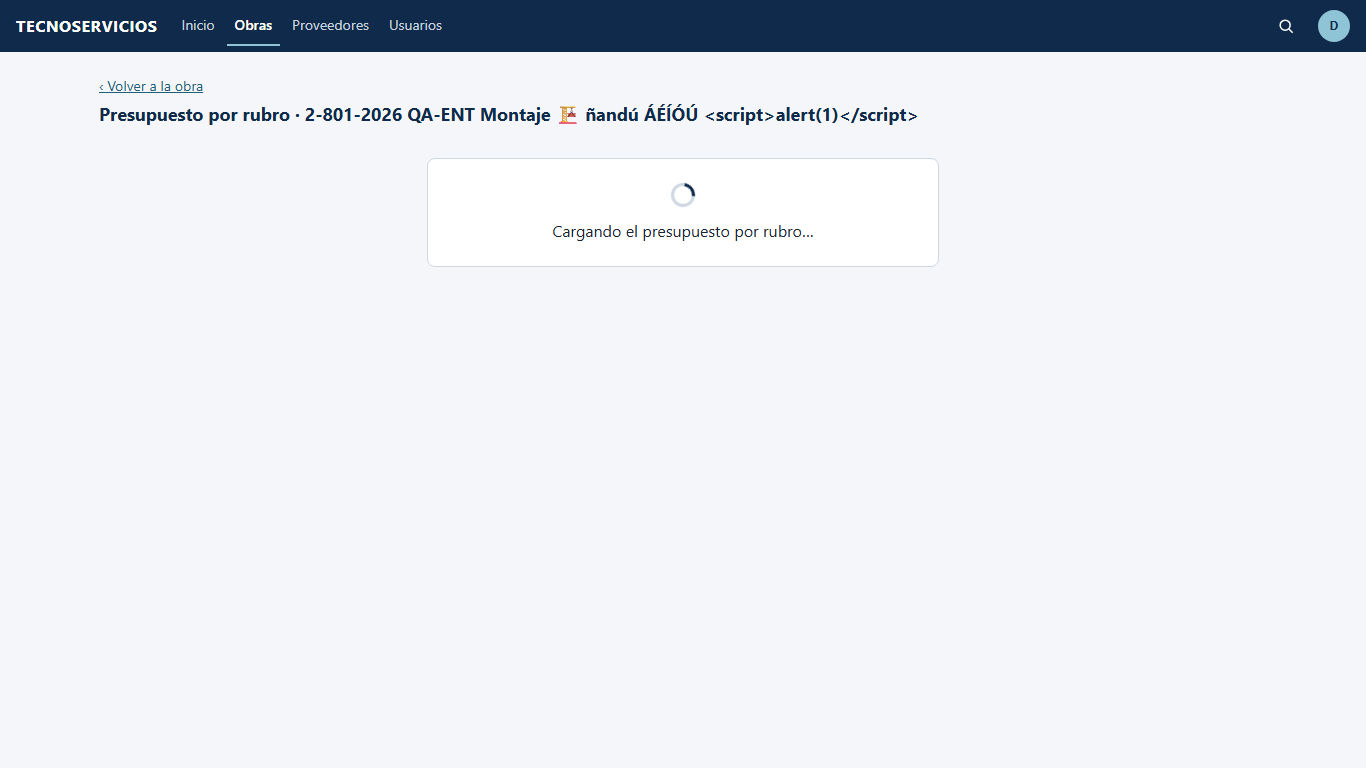 TECNOSERVICIOS Inicio Obras Proveedores Usuarios D
‹ Volver a la obra
Presupuesto por rubro · 2-801-2026 QA-ENT Montaje 🏗️ ñandú ÁÉÍÓÚ <script>alert(1)</script>
Cargando el presupuesto por rubro...